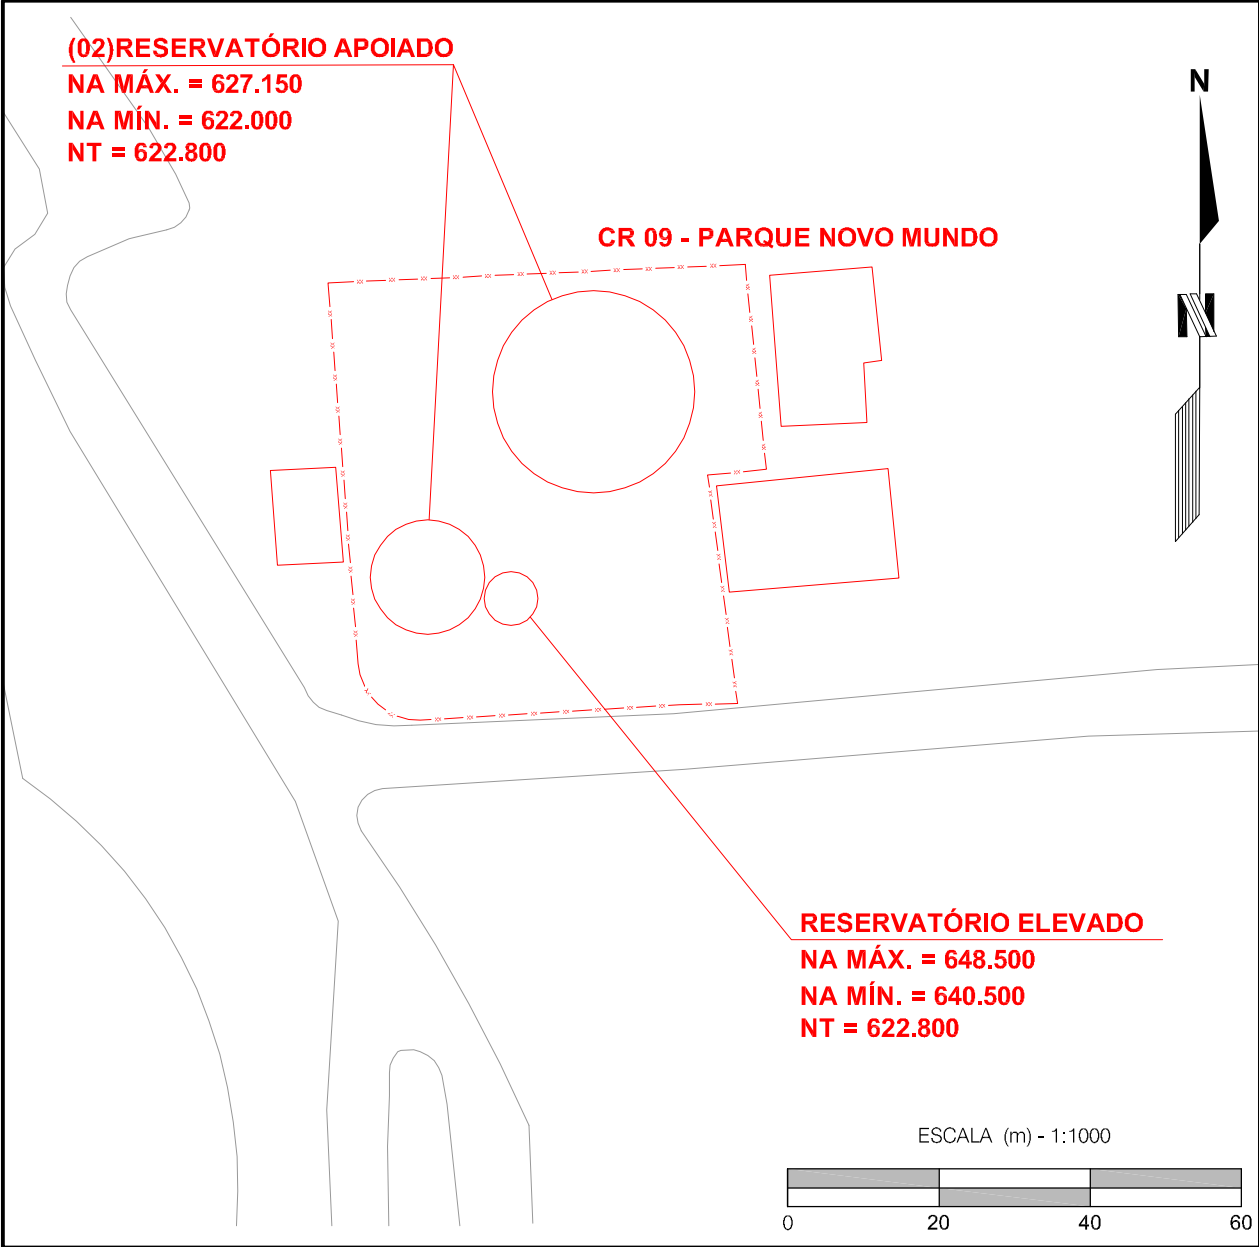 (02)RESERVATÓRIO APOIADO
NA MÁX. = 627.150
NA MÍN. = 622.000
NT = 622.800
N
CR 09 - PARQUE NOVO MUNDO
N
RESERVATÓRIO ELEVADO
NA MÁX. = 648.500
NA MÍN. = 640.500
NT = 622.800
ESCALA (m) - 1:1000
0 20 40 60